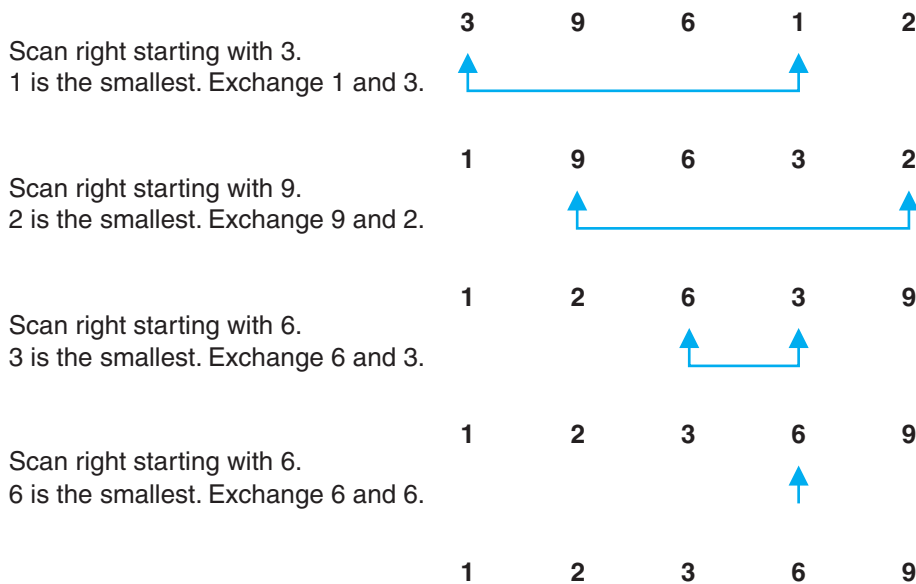 3 9 6 1 2
Scan right starting with 3.
1 is the smallest. Exchange 1 and 3.
1 9 6 3 2
Scan right starting with 9.
2 is the smallest. Exchange 9 and 2.
1 2 6 3 9
Scan right starting with 6.
3 is the smallest. Exchange 6 and 3.
1 2 3 6 9
Scan right starting with 6.
6 is the smallest. Exchange 6 and 6.
1 2 3 6 9